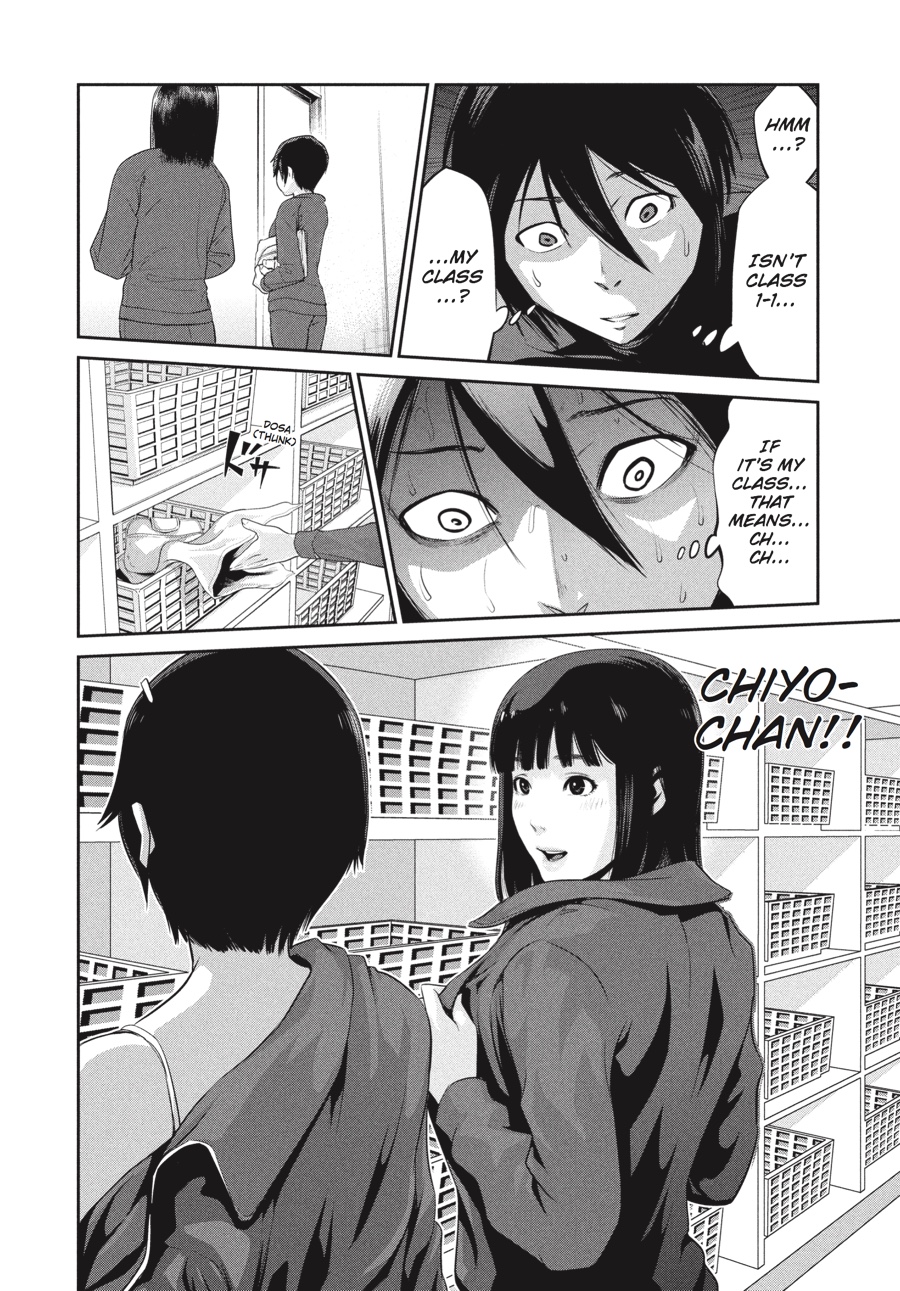 HMM
...?
ISN'T
CLASS
1-1...
...MY
CLASS
...?
IF
IT'S MY
CLASS...
THAT
MEANS...
CH...
CH...
DOSA
(THUNK)
ドサ
CHIYO-
CHAN!!